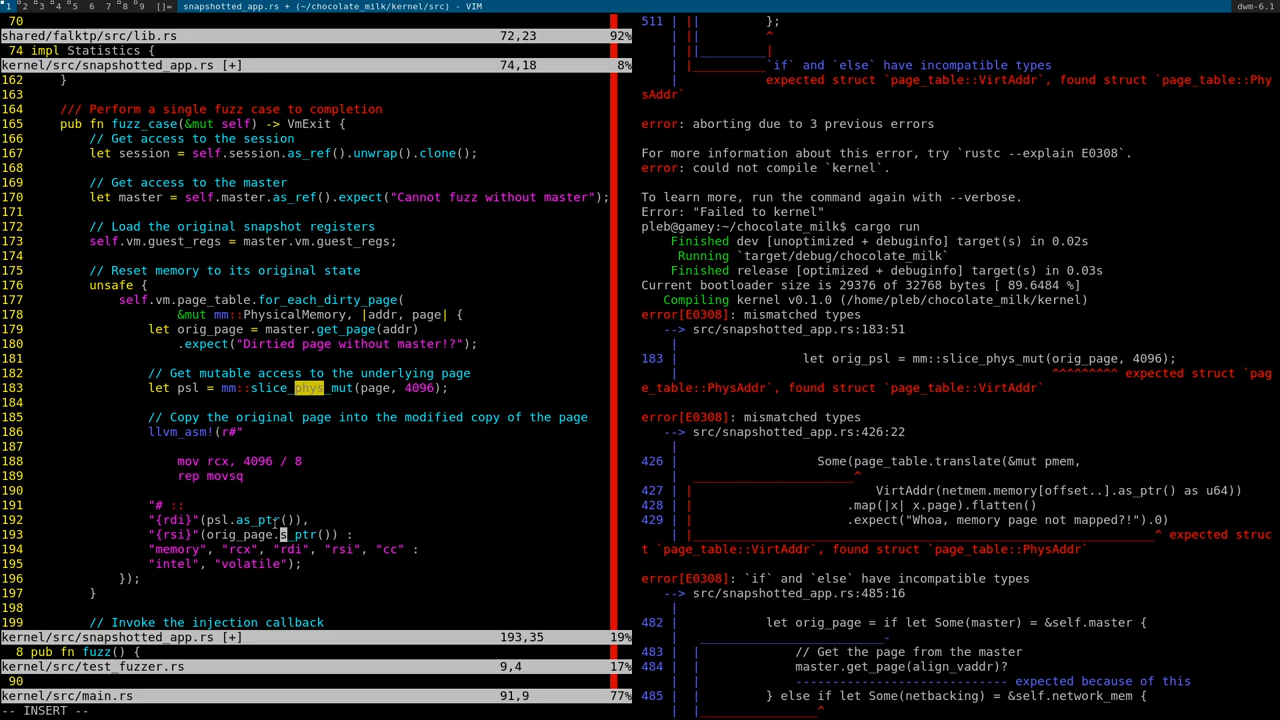 1 2 3 4 5 6 7 8 9 []= snapshotted_app.rs + (~/chocolate_milk/kernel/src) - VIM dwm-6.1
70
shared/falktp/src/lib.rs 72,23 92%
74 impl Statistics {
kernel/src/snapshotted_app.rs [+] 74,18 8%
162     }
163
164     /// Perform a single fuzz case to completion
165     pub fn fuzz_case(&mut self) -> VmExit {
166         // Get access to the session
167         let session = self.session.as_ref().unwrap().clone();
168
169         // Get access to the master
170         let master = self.master.as_ref().expect("Cannot fuzz without master");
171
172         // Load the original snapshot registers
173         self.vm.guest_regs = master.vm.guest_regs;
174
175         // Reset memory to its original state
176         unsafe {
177             self.vm.page_table.for_each_dirty_page(
178                     &mut mm::PhysicalMemory, |addr, page| {
179                 let orig_page = master.get_page(addr)
180                     .expect("Dirtied page without master!?");
181
182                 // Get mutable access to the underlying page
183                 let psl = mm::slice_phys_mut(page, 4096);
184
185                 // Copy the original page into the modified copy of the page
186                 llvm_asm!(r#"
187
188                     mov rcx, 4096 / 8
189                     rep movsq
190
191                 "# ::
192                 "{rdi}"(psl.as_ptr()),
193                 "{rsi}"(orig_page.s_ptr()) :
194                 "memory", "rcx", "rdi", "rsi", "cc" :
195                 "intel", "volatile");
196             });
197         }
198
199         // Invoke the injection callback
kernel/src/snapshotted_app.rs [+] 193,35 19%
8 pub fn fuzz() {
kernel/src/test_fuzzer.rs 9,4 17%
90
kernel/src/main.rs 91,9 77%
-- INSERT --
511 | || };
| || ^
| ||__________|
| |__________`if` and `else` have incompatible types
| expected struct `page_table::VirtAddr`, found struct `page_table::Phy
sAddr`
error: aborting due to 3 previous errors
For more information about this error, try `rustc --explain E0308`.
error: could not compile `kernel`.
To learn more, run the command again with --verbose.
Error: "Failed to kernel"
pleb@gamey:~/chocolate_milk$ cargo run
Finished dev [unoptimized + debuginfo] target(s) in 0.02s
Running `target/debug/chocolate_milk`
Finished release [optimized + debuginfo] target(s) in 0.03s
Current bootloader size is 29376 of 32768 bytes [ 89.6484 %]
Compiling kernel v0.1.0 (/home/pleb/chocolate_milk/kernel)
error[E0308]: mismatched types
--> src/snapshotted_app.rs:183:51
|
183 | let orig_psl = mm::slice_phys_mut(orig_page, 4096);
| ^^^^^^^^^ expected struct `pag
e_table::PhysAddr`, found struct `page_table::VirtAddr`
error[E0308]: mismatched types
--> src/snapshotted_app.rs:426:22
|
426 | Some(page_table.translate(&mut pmem,
| ______________________^
427 | | VirtAddr(netmem.memory[offset..].as_ptr() as u64))
428 | | .map(|x| x.page).flatten()
429 | | .expect("Whoa, memory page not mapped?!").0)
| |______________________^ expected struc
t `page_table::VirtAddr`, found struct `page_table::PhysAddr`
error[E0308]: `if` and `else` have incompatible types
--> src/snapshotted_app.rs:485:16
|
482 | let orig_page = if let Some(master) = &self.master {
| ________________________-
483 | | // Get the page from the master
484 | | master.get_page(align_vaddr)?
| | ---------------------------- expected because of this
485 | | } else if let Some(netbacking) = &self.network_mem {
| |________________^